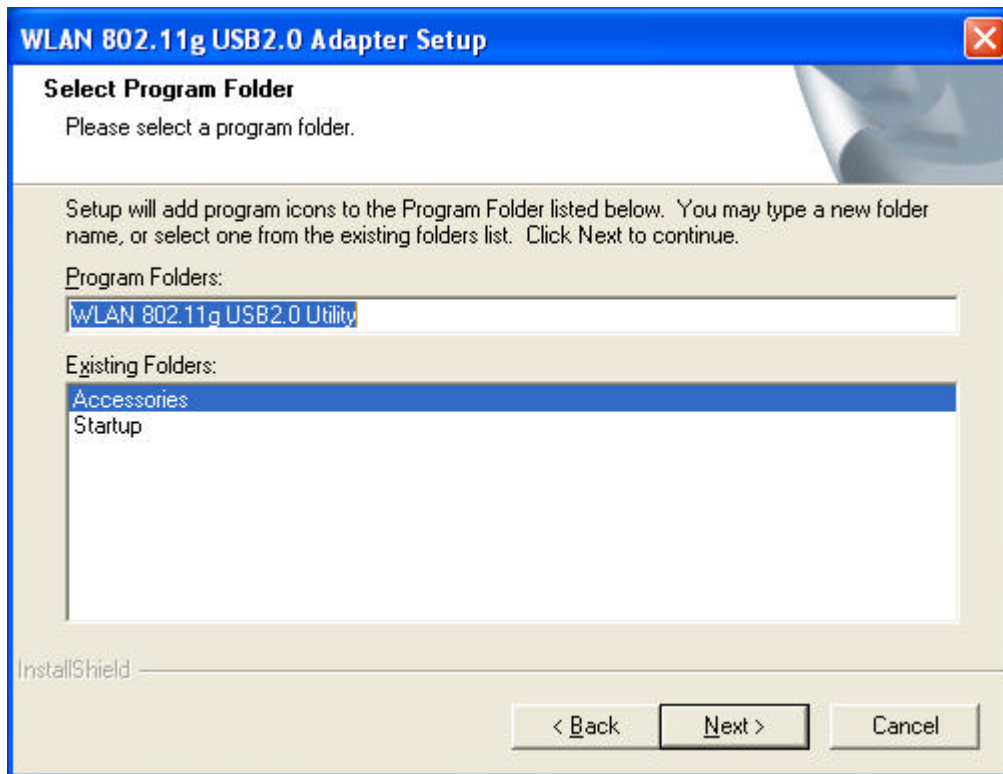 WLAN 802.11g USB2.0 Adapter Setup
Select Program Folder
Please select a program folder.
Setup will add program icons to the Program Folder listed below.  You may type a new folder
name, or select one from the existing folders list.  Click Next to continue.
Program Folders:
WLAN 802.11g USB2.0 Utility
Existing Folders:
Accessories
Startup
InstallShield
< Back
Next >
Cancel